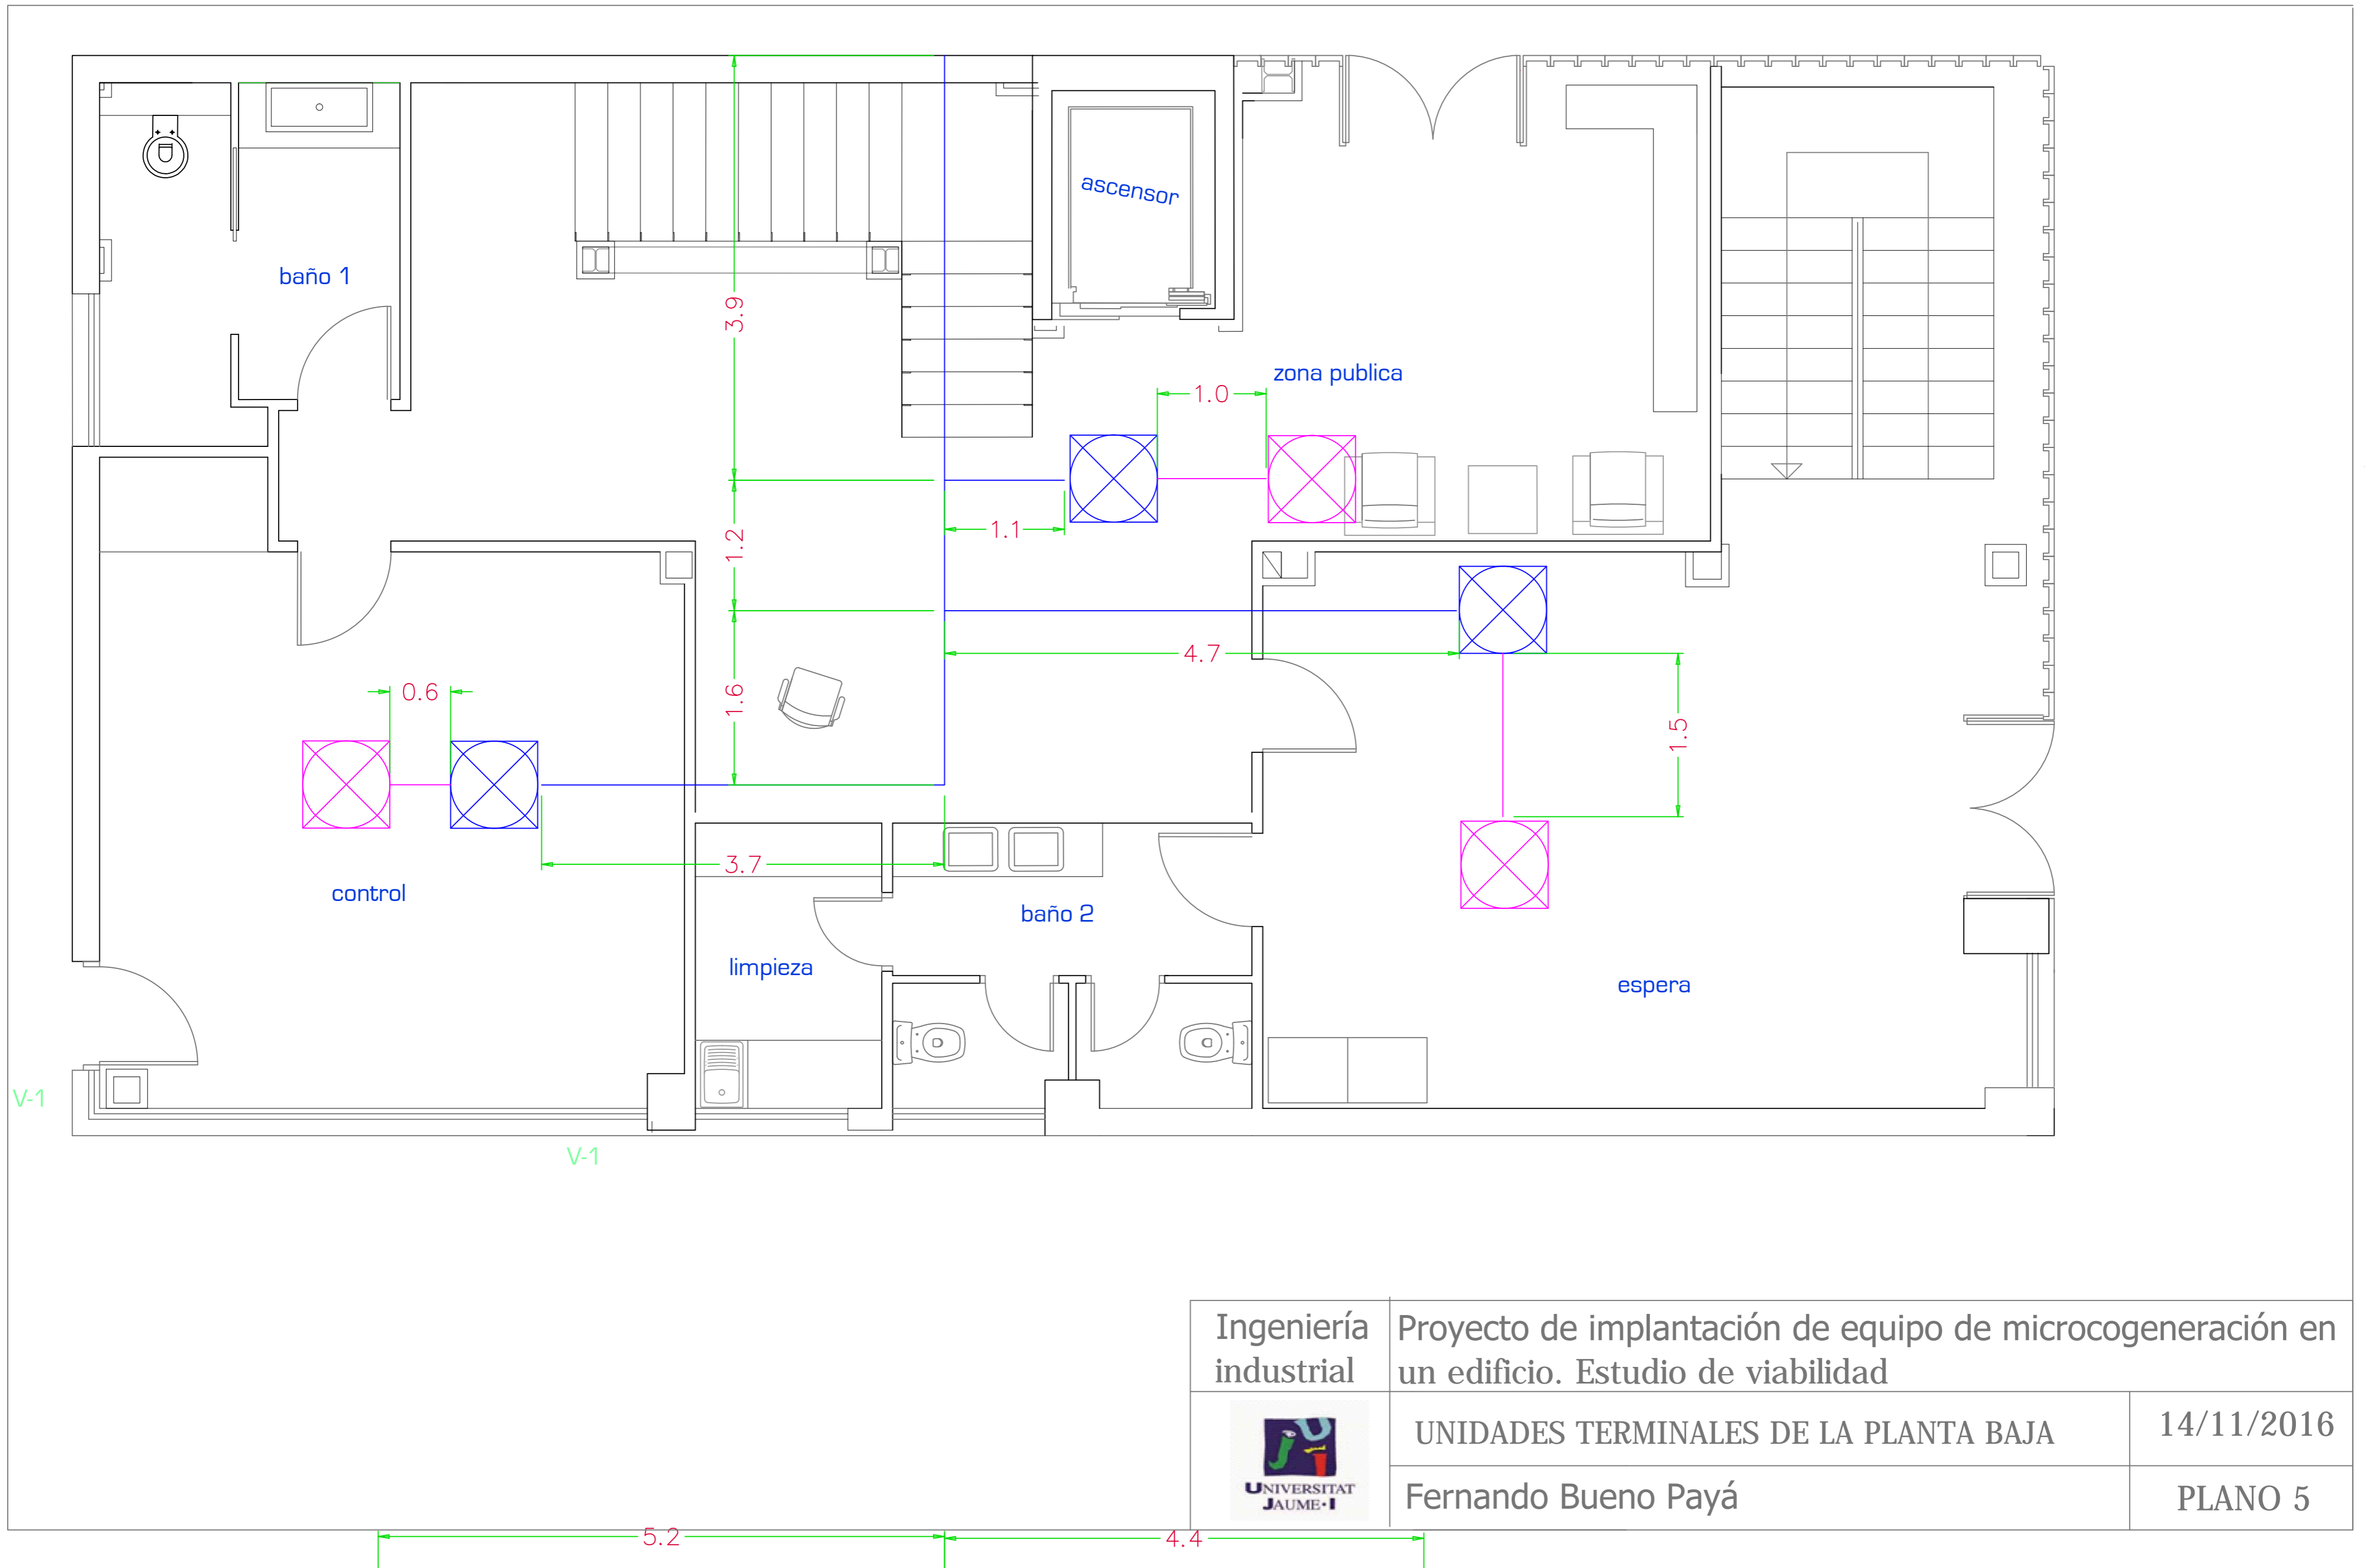 ascensor
baño 1
3.9
zona publica
1.0
1.1
1.2
4.7
0.6
1.6
1.5
3.7
control
baño 2
limpieza
espera
V-1
V-1
Ingeniería
industrial
Proyecto de implantación de equipo de microcogeneración en
un edificio. Estudio de viabilidad
UNIDADES TERMINALES DE LA PLANTA BAJA
14/11/2016
UNIVERSITAT
JAUME·I
Fernando Bueno Payá
PLANO 5
5.2
4.4